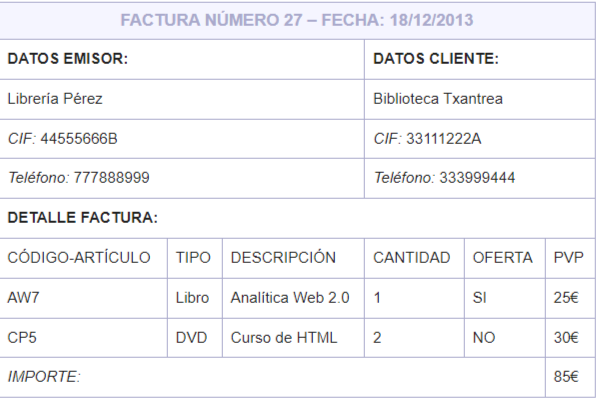 FACTURA NÚMERO 27 – FECHA: 18/12/2013
DATOS EMISOR: DATOS CLIENTE:
Librería Pérez Biblioteca Txantrea
CIF: 44555666B CIF: 33111222A
Teléfono: 777888999 Teléfono: 333999444
DETALLE FACTURA:
CÓDIGO-ARTÍCULO TIPO DESCRIPCIÓN CANTIDAD OFERTA PVP
AW7 Libro Analítica Web 2.0 1 SI 25€
CP5 DVD Curso de HTML 2 NO 30€
IMPORTE: 85€